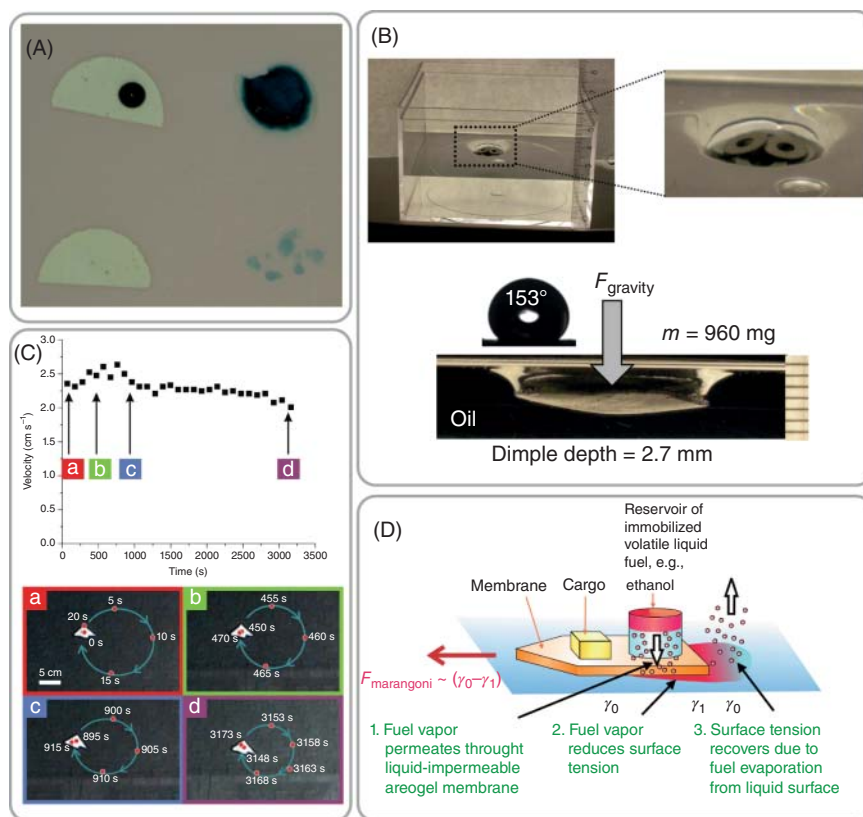 (A)
(B)
F gravity
153°
m = 960 mg
Oil
Dimple depth = 2.7 mm
(C)
3.0
2.5
2.0
1.5
1.0
0.5
0.0
Velocity (cm s⁻¹)
a
b
c
d
0 500 1000 1500 2000 2500 3000 3500
Time (s)
a
5 s
20 s
0 s
10 s
15 s
5 cm
b
455 s
450 s
470 s
460 s
465 s
c
900 s
895 s
915 s
905 s
910 s
d
3153 s
3173 s
3158 s
3148 s
3163 s
3168 s
(D)
Reservoir of
immobilized
volatile liquid
fuel, e.g.,
ethanol
Membrane
Cargo
Fmarangoni ~ (γ0–γ1)
γ0
γ1
γ0
1. Fuel vapor
permeates throught
liquid-impermeable
areogel membrane
2. Fuel vapor
reduces surface
tension
3. Surface tension
recovers due to
fuel evaporation
from liquid surface